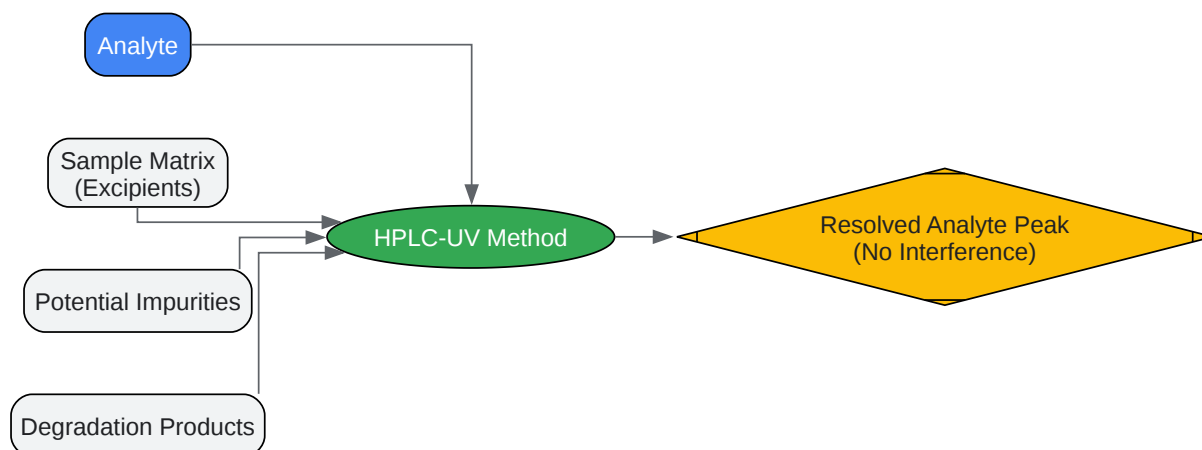 Analyte
Sample Matrix
(Excipients)
HPLC-UV Method
Resolved Analyte Peak
(No Interference)
Potential Impurities
Degradation Products